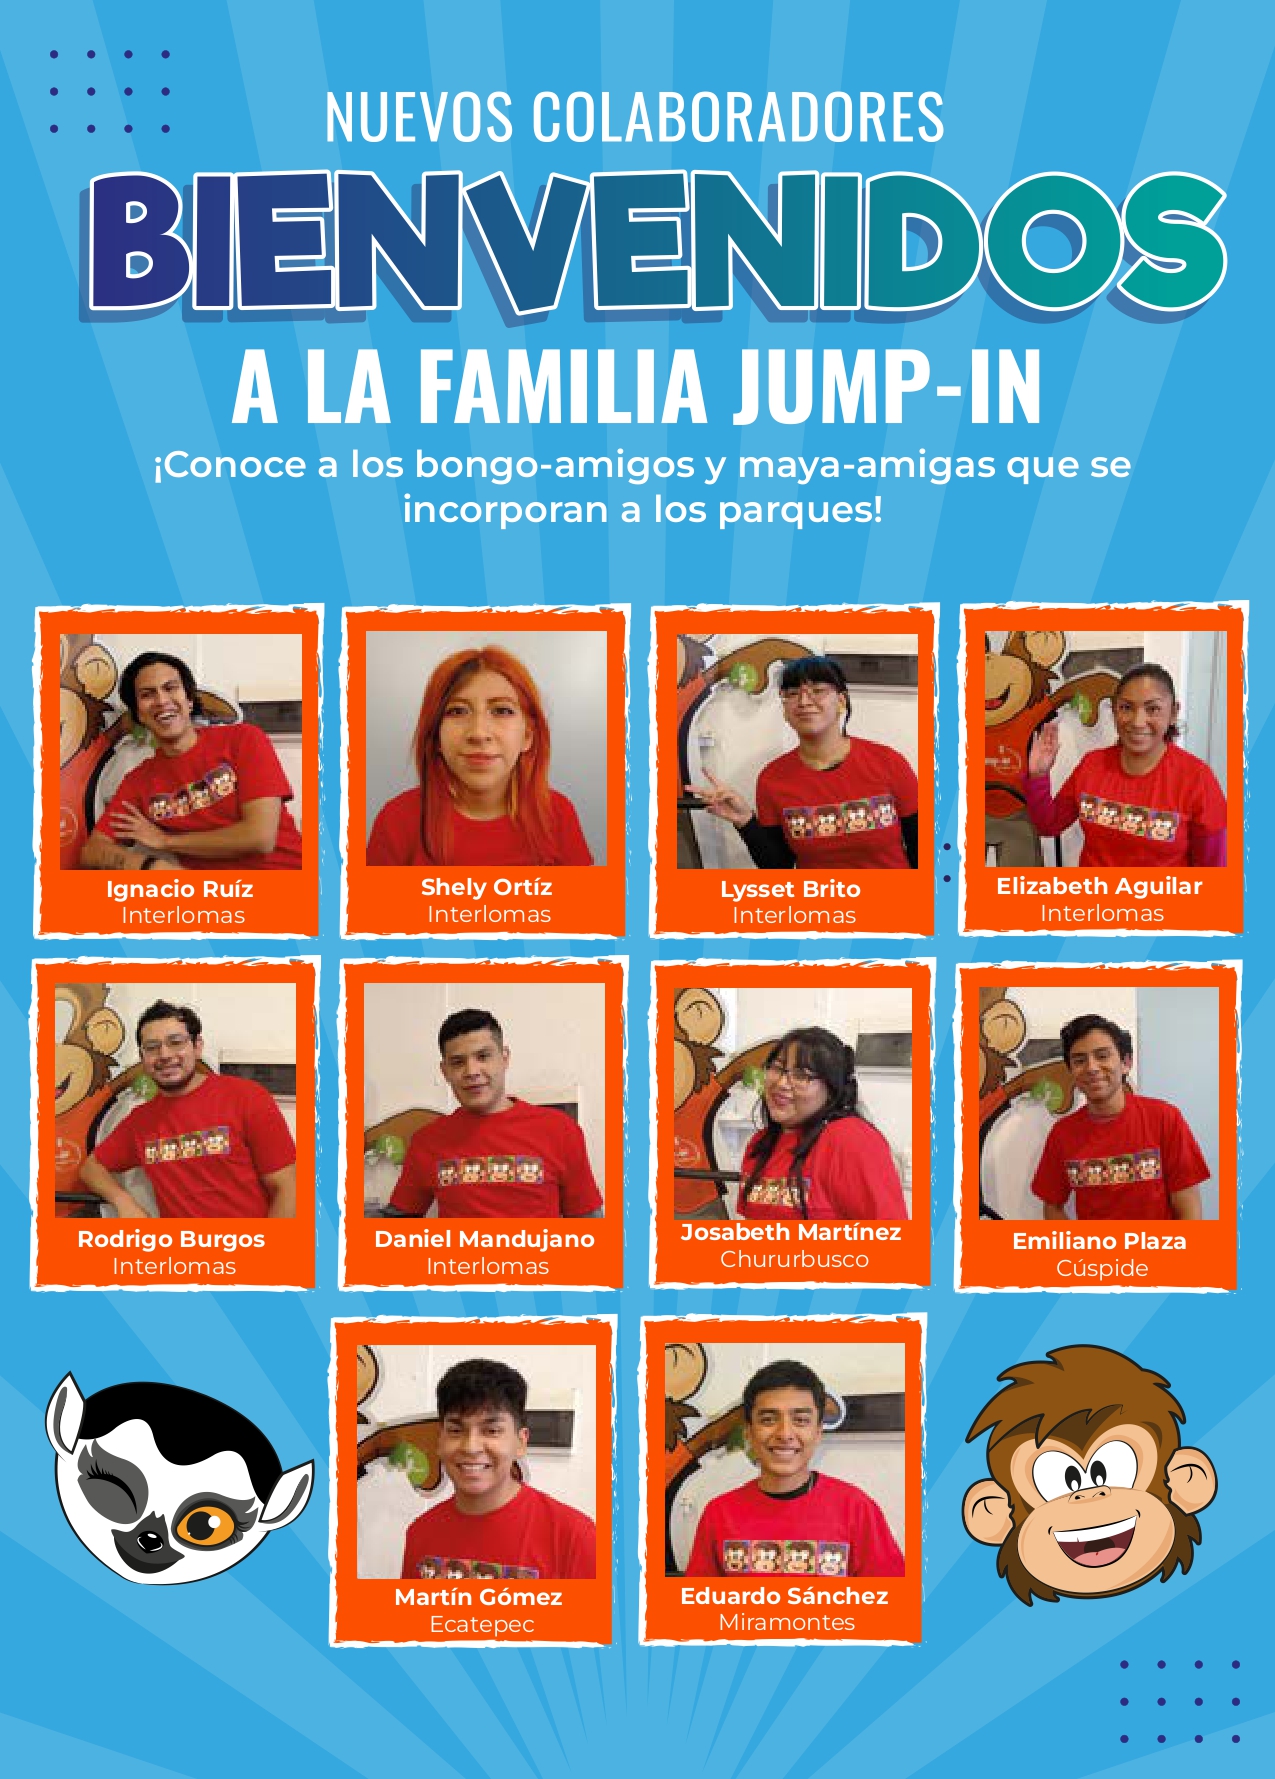 NUEVOS COLABORADORES
BIENVENIDOS
A LA FAMILIA JUMP-IN
¡Conoce a los bongo-amigos y maya-amigas que se
incorporan a los parques!
Ignacio Ruíz
Interlomas
Shely Ortíz
Interlomas
Lysset Brito
Interlomas
Elizabeth Aguilar
Interlomas
Rodrigo Burgos
Interlomas
Daniel Mandujano
Interlomas
Josabeth Martínez
Chururbusco
Emiliano Plaza
Cúspide
Martín Gómez
Ecatepec
Eduardo Sánchez
Miramontes